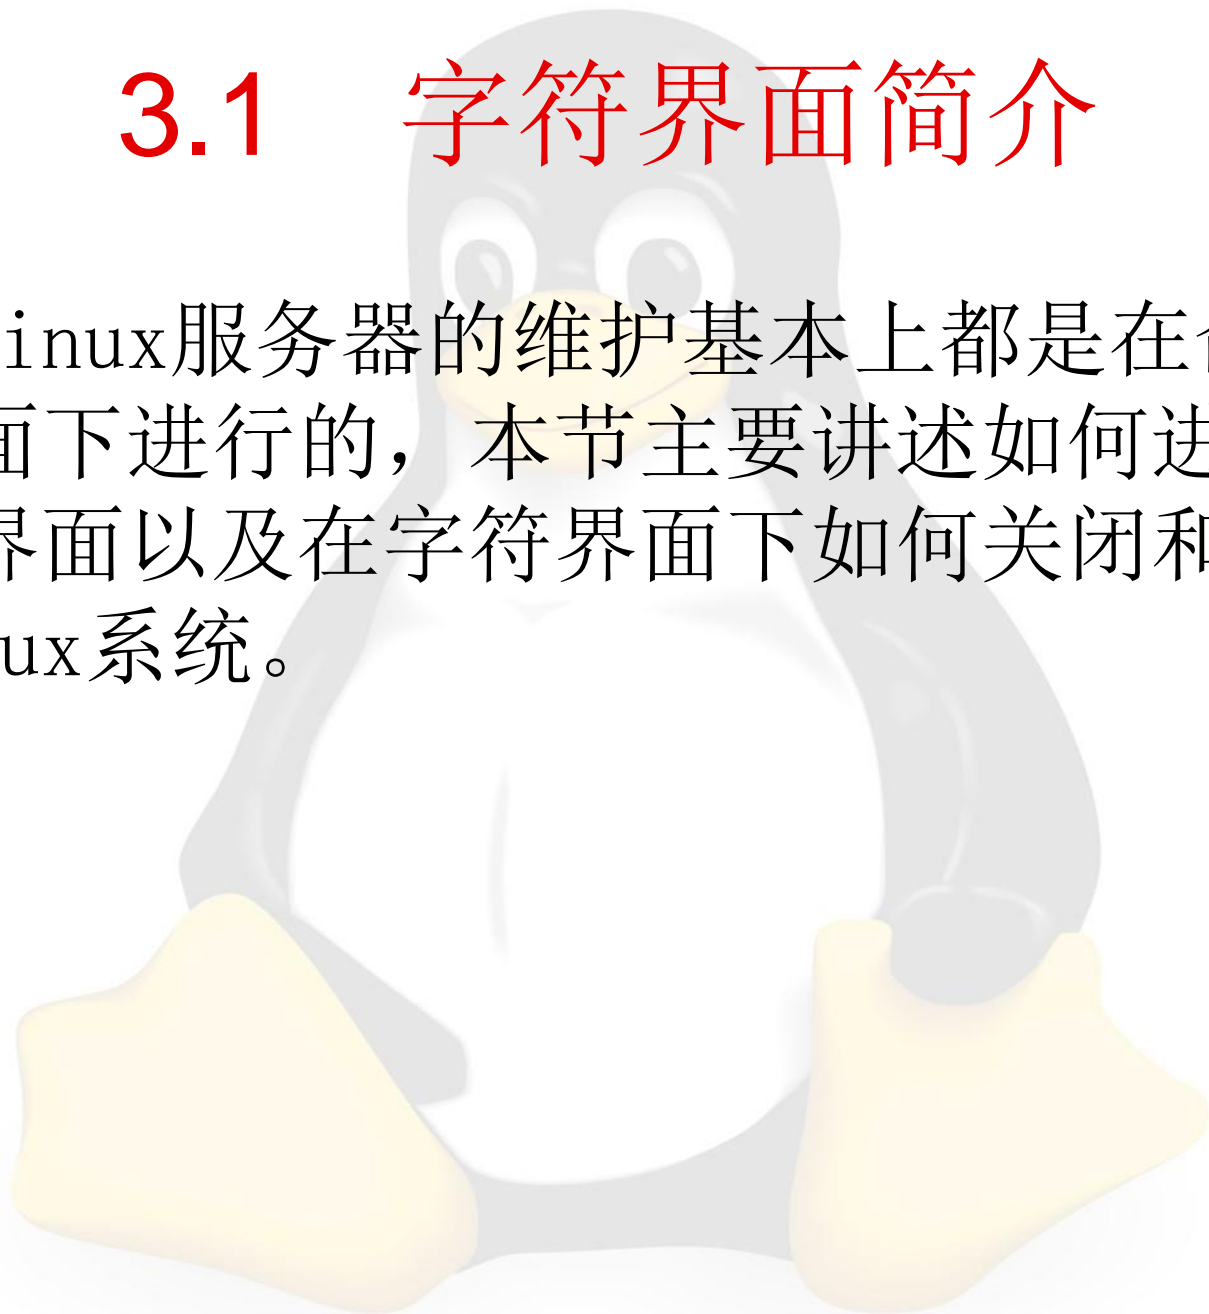 3.1 字符界面简介
inux服务器的维护基本上都是在
面下进行的，本节主要讲述如何进
界面以及在字符界面下如何关闭和
ux系统。